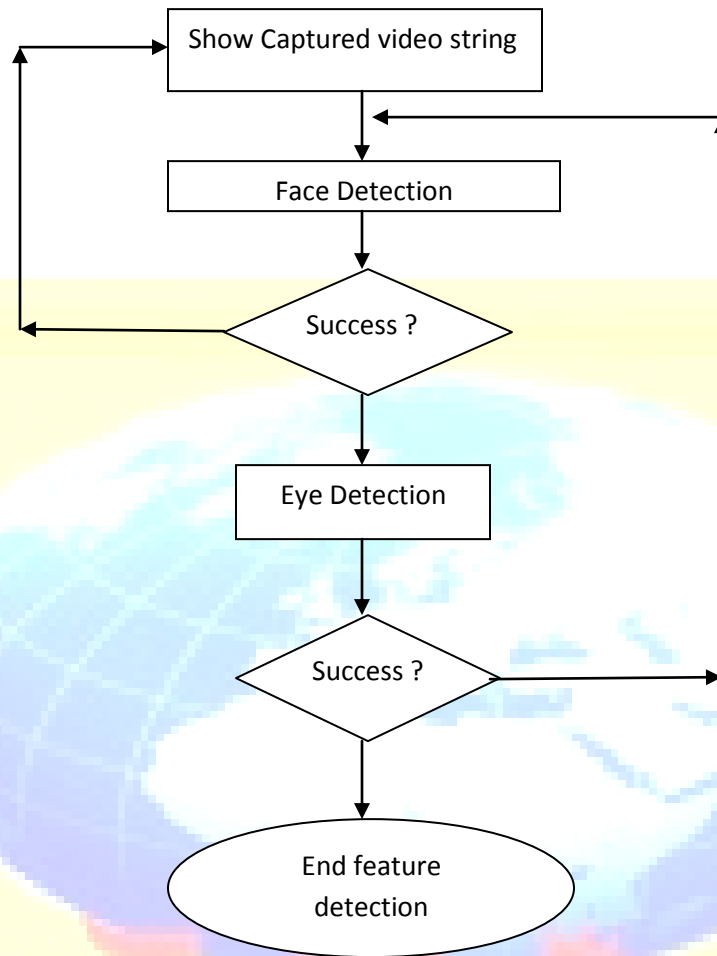 Show Captured video string
Face Detection
Success ?
Eye Detection
Success ?
End feature
detection